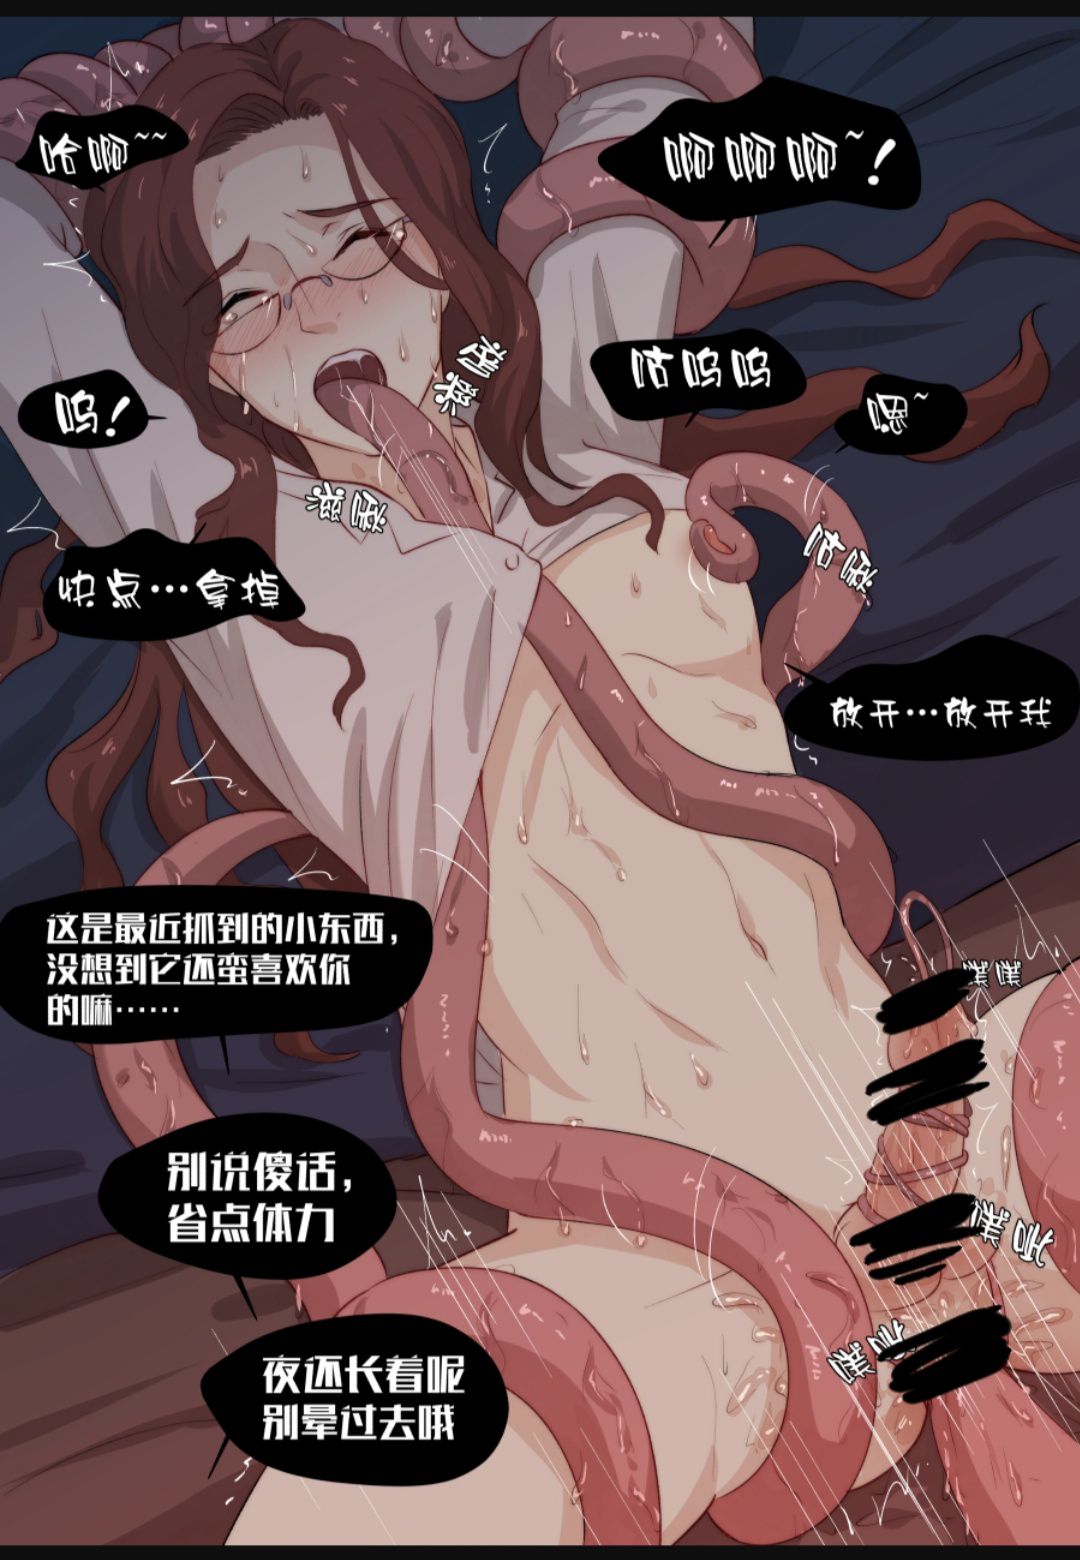 哈啊~~
啊啊啊~!
呜!
咕呜呜
嗯~
快点…拿掉
放开…放开我
这是最近抓到的小东西,
没想到它还蛮喜欢你
的嘛……
别说傻话,
省点体力
夜还长着呢
别晕过去哦